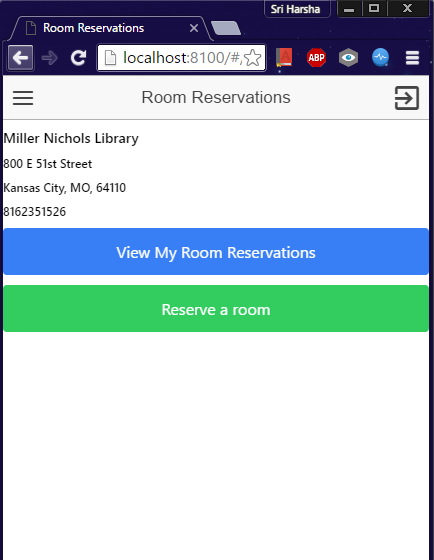 Sri Harsha
Room Reservations
localhost:8100/#/
ABP
Room Reservations
Miller Nichols Library
800 E 51st Street
Kansas City, MO, 64110
8162351526
View My Room Reservations
Reserve a room